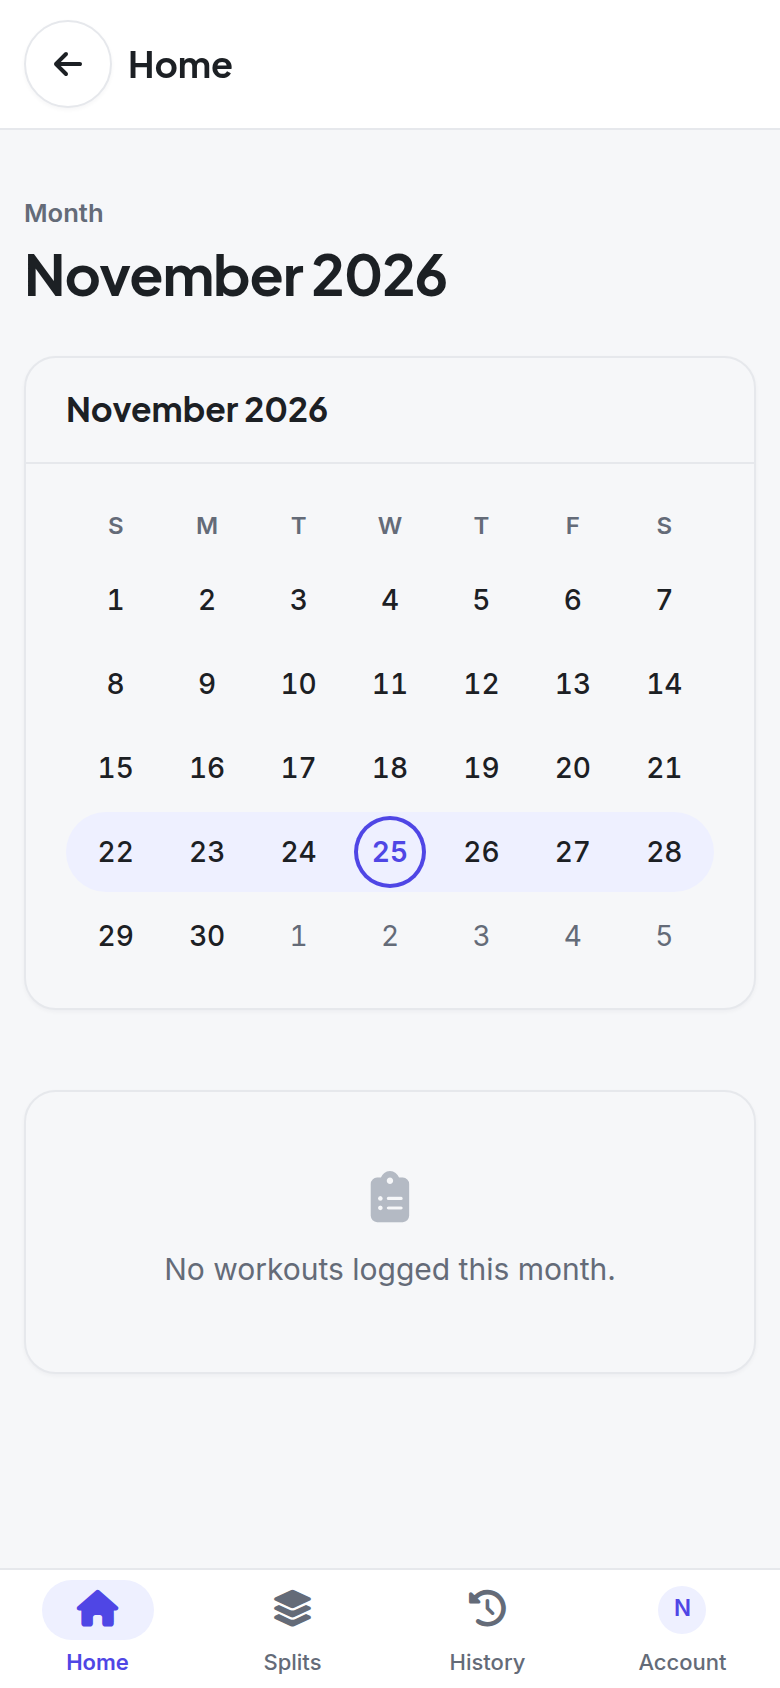 Home
Month
November 2026
November 2026
S M T W T F S
1 2 3 4 5 6 7
8 9 10 11 12 13 14
15 16 17 18 19 20 21
22 23 24 25 26 27 28
29 30 1 2 3 4 5
No workouts logged this month.
N
Home Splits History Account